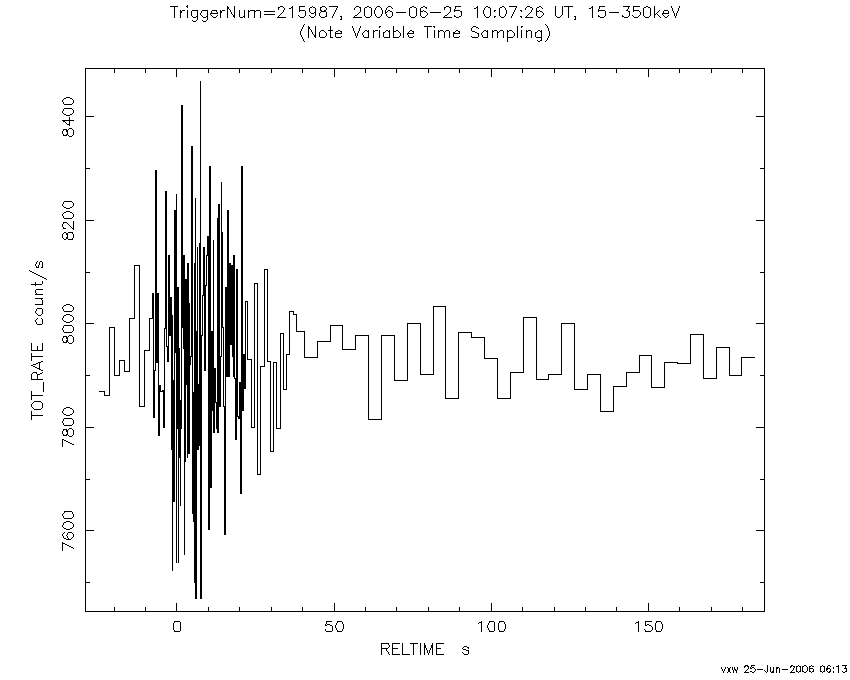 TriggerNum=215987, 2006-06-25 10:07:26 UT, 15-350keV
(Note Variable Time Sampling)
8400
8200
8000
7800
7600
TOT_RATE count/s
0 50 100 150
RELTIME s
vxw 25-Jun-2006 06:13